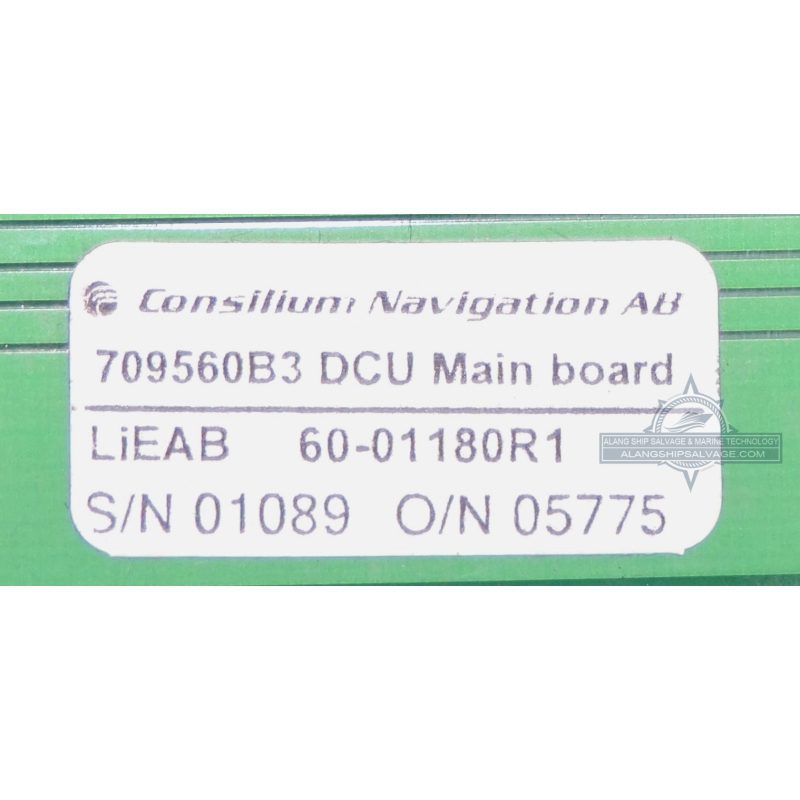 Consilium Navigation AB
709560B3 DCU Main board
LiEAB 60-01180R1
S/N 01089 O/N 05775
ALANG SHIP SALVAGE & MARINE TECHNOLOGY
ALANGSHIPSALVAGE.COM